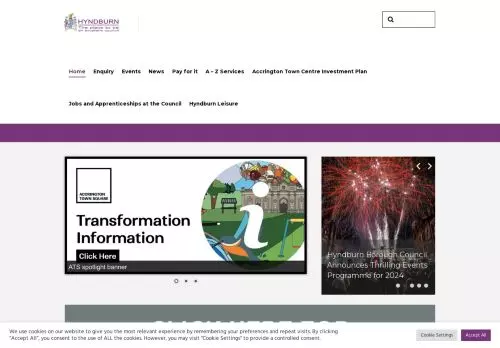 HYNDBURN
The place to be
an excellent council
Home Enquiry Events News Pay for it A – Z Services Accrington Town Centre Investment Plan
Jobs and Apprenticeships at the Council Hyndburn Leisure
ACCRINGTON
TOWN SQUARE
Transformation
Information
Click Here
ATS spotlight banner
Hyndburn Borough Council
Announces Thrilling Events
Programme for 2024
We use cookies on our website to give you the most relevant experience by remembering your preferences and repeat visits. By clicking
"Accept All", you consent to the use of ALL the cookies. However, you may visit "Cookie Settings" to provide a controlled consent.
Cookie Settings
Accept All